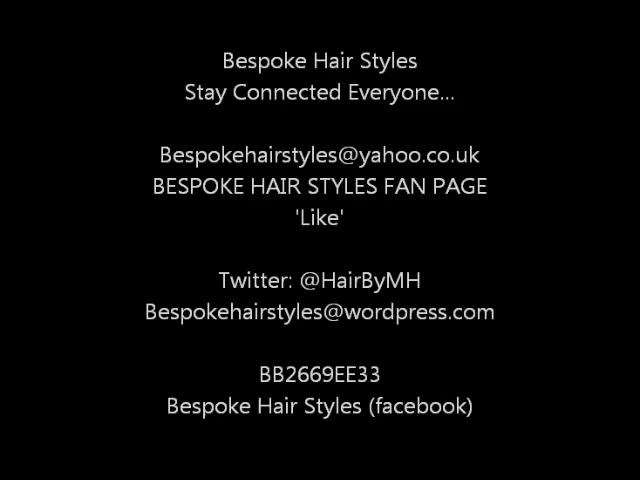 Bespoke Hair Styles
Stay Connected Everyone...
Bespokehairstyles@yahoo.co.uk
BESPOKE HAIR STYLES FAN PAGE
'Like'
Twitter: @HairByMH
Bespokehairstyles@wordpress.com
BB2669EE33
Bespoke Hair Styles (facebook)